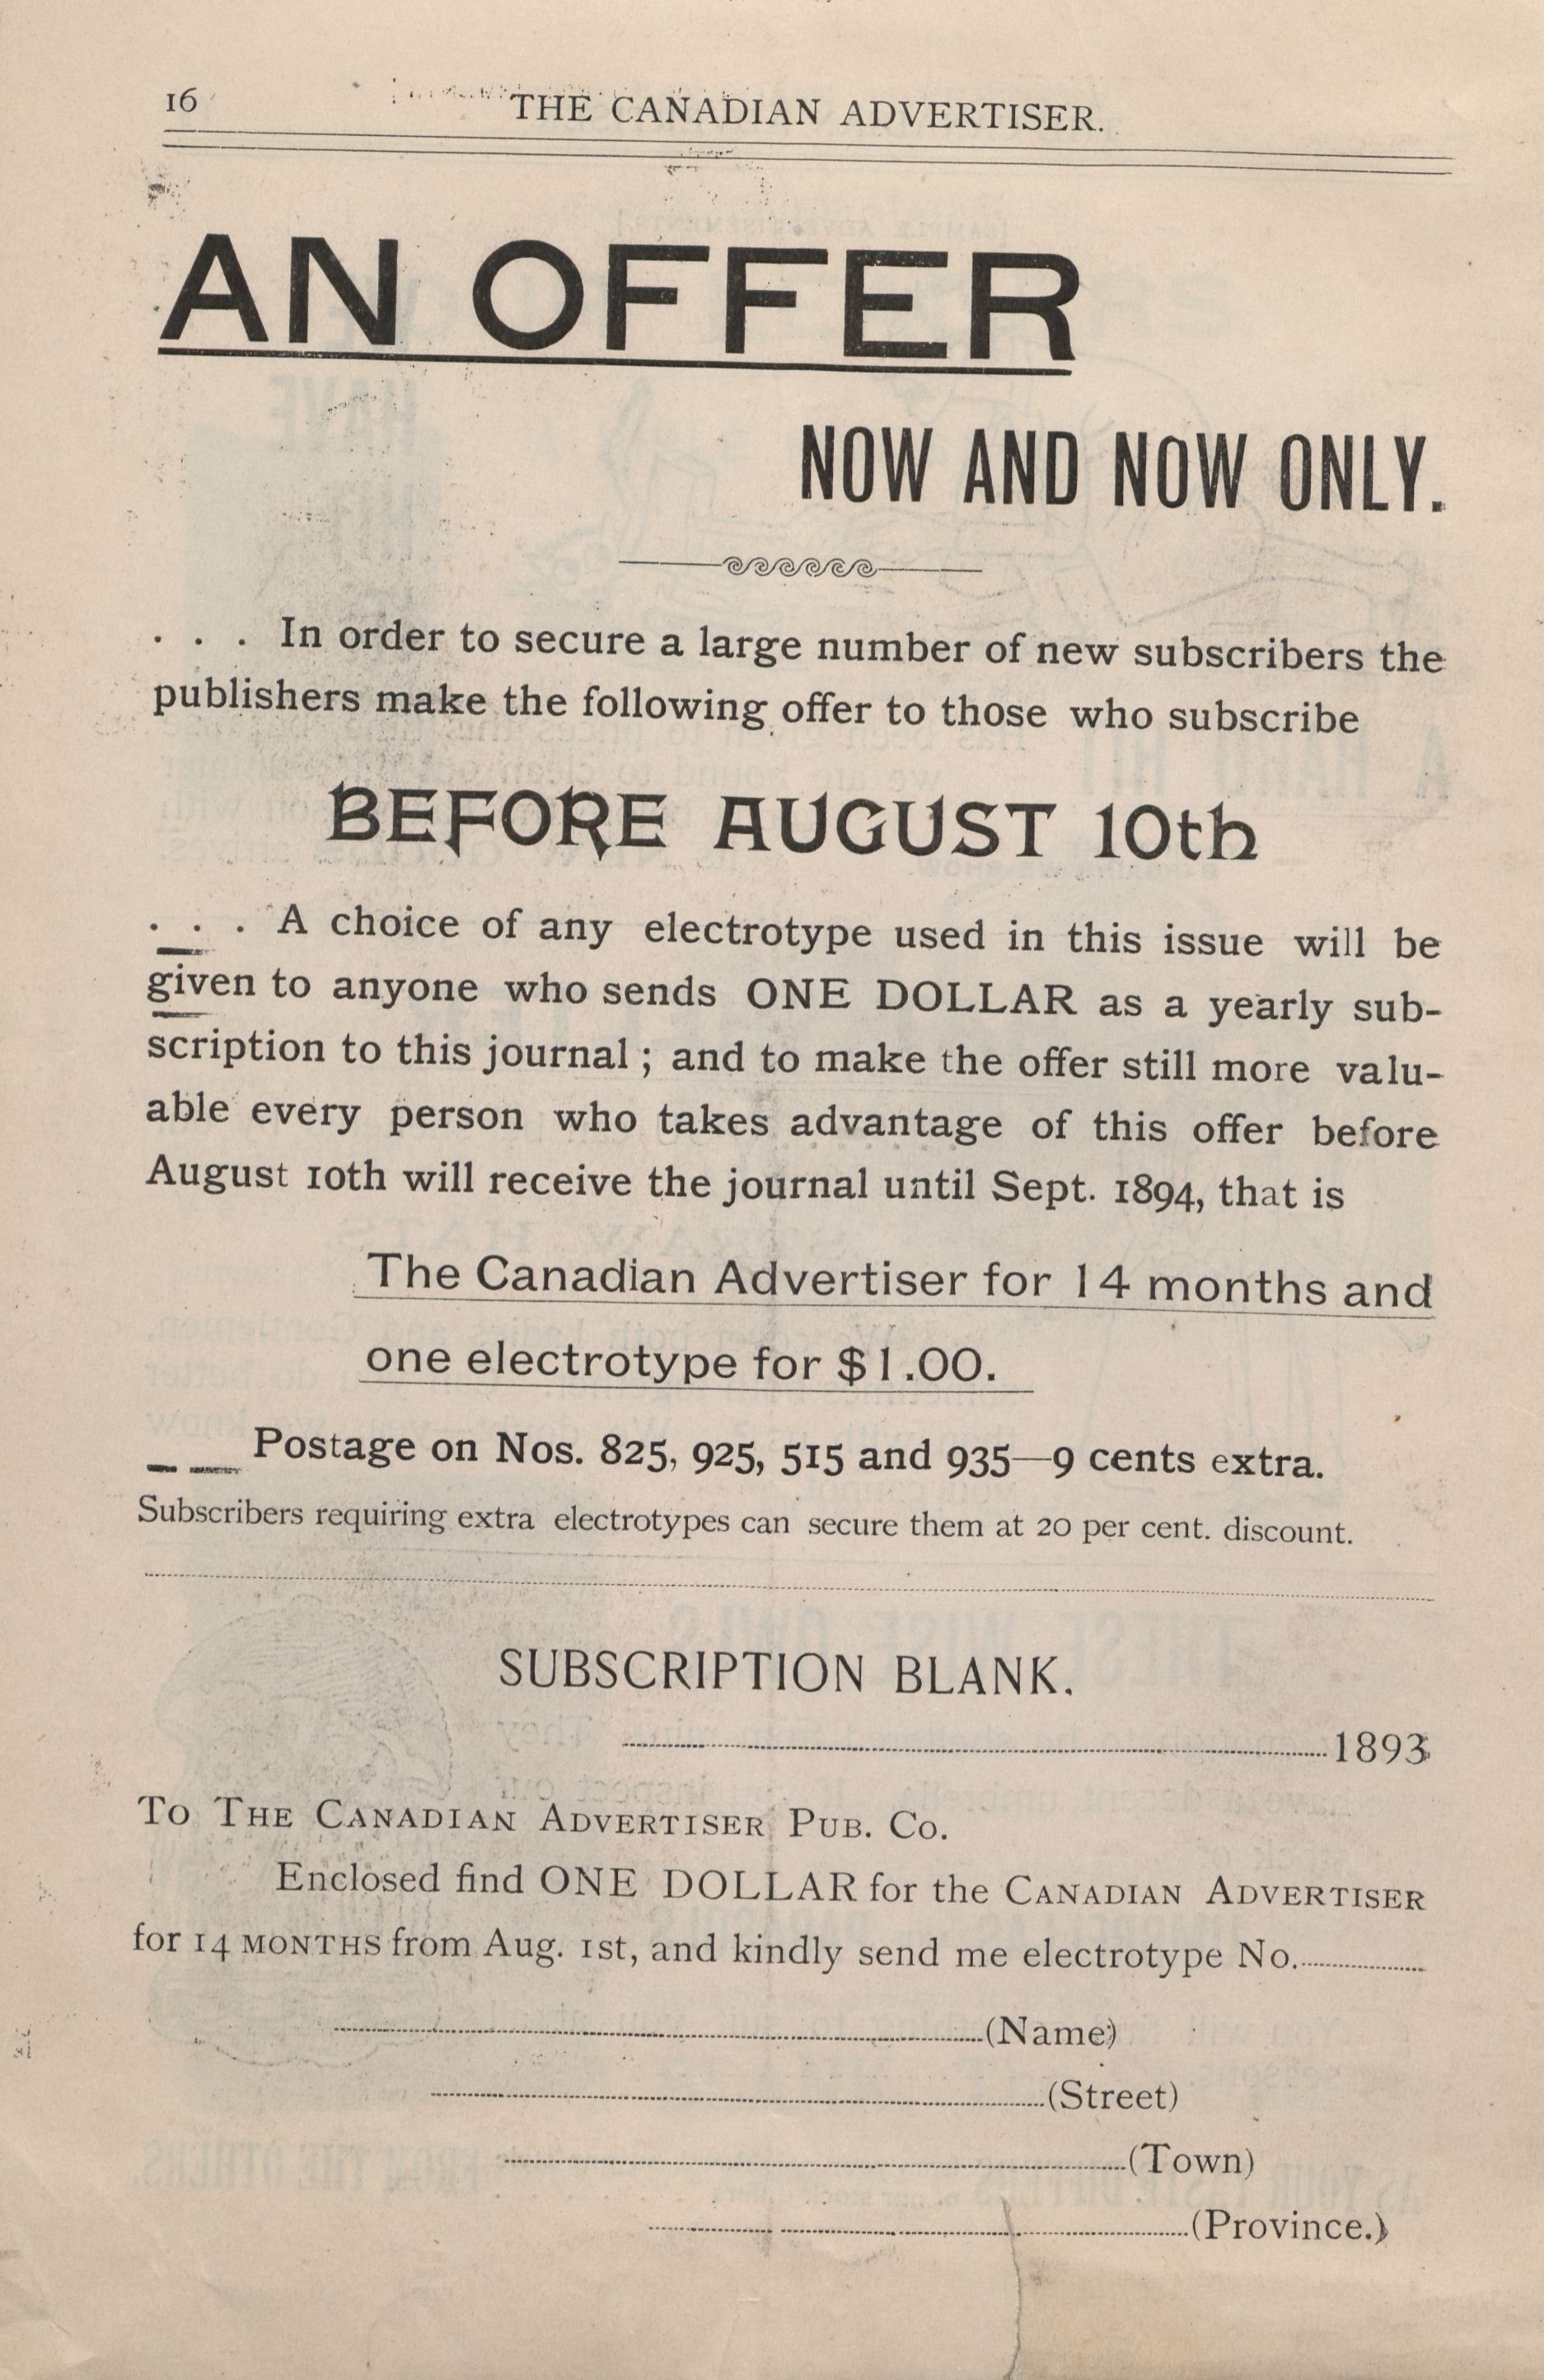 16
THE CANADIAN ADVERTISER.
AN OFFER
NOW AND NOW ONLY.
. . . In order to secure a large number of new subscribers the
publishers make the following offer to those who subscribe
BEFORE AUGUST 10th
. . . A choice of any electrotype used in this issue will be
given to anyone who sends ONE DOLLAR as a yearly sub-
scription to this journal ; and to make the offer still more valu-
able every person who takes advantage of this offer before
August 10th will receive the journal until Sept. 1894, that is
The Canadian Advertiser for 14 months and
one electrotype for $1.00.
Postage on Nos. 825, 925, 515 and 935—9 cents extra.
Subscribers requiring extra electrotypes can secure them at 20 per cent. discount.
SUBSCRIPTION BLANK.
1893
To The Canadian Advertiser Pub. Co.
Enclosed find ONE DOLLAR for the Canadian Advertiser
for 14 MONTHS from Aug. 1st, and kindly send me electrotype No.
(Name)
(Street)
(Town)
(Province.)